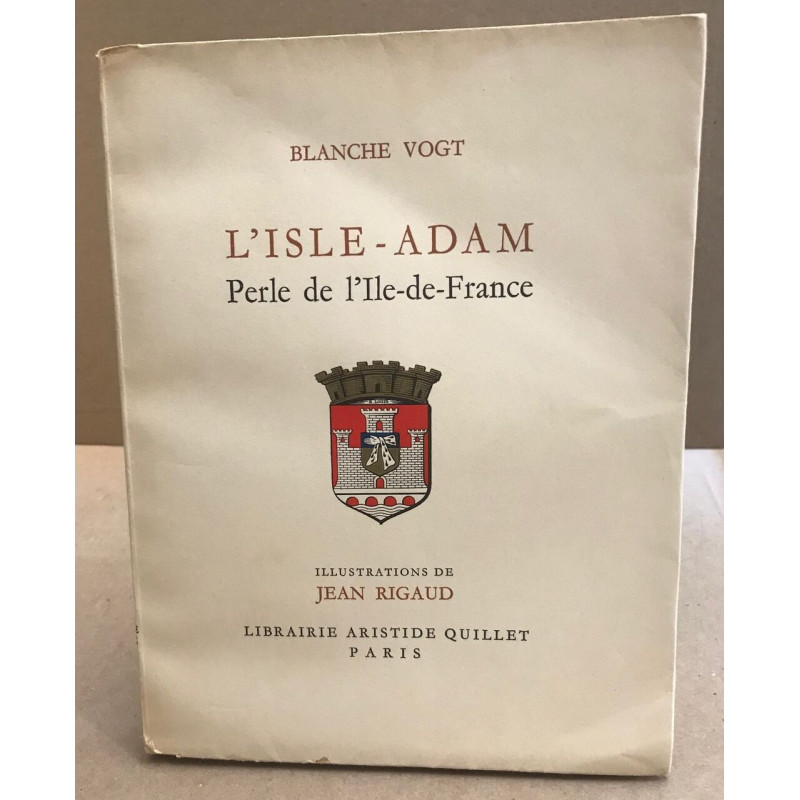 BLANCHE VOGT
L'ISLE-ADAM
Perle de l'Ile-de-France
ILLUSTRATIONS DE
JEAN RIGAUD
LIBRAIRIE ARISTIDE QUILLET
PARIS